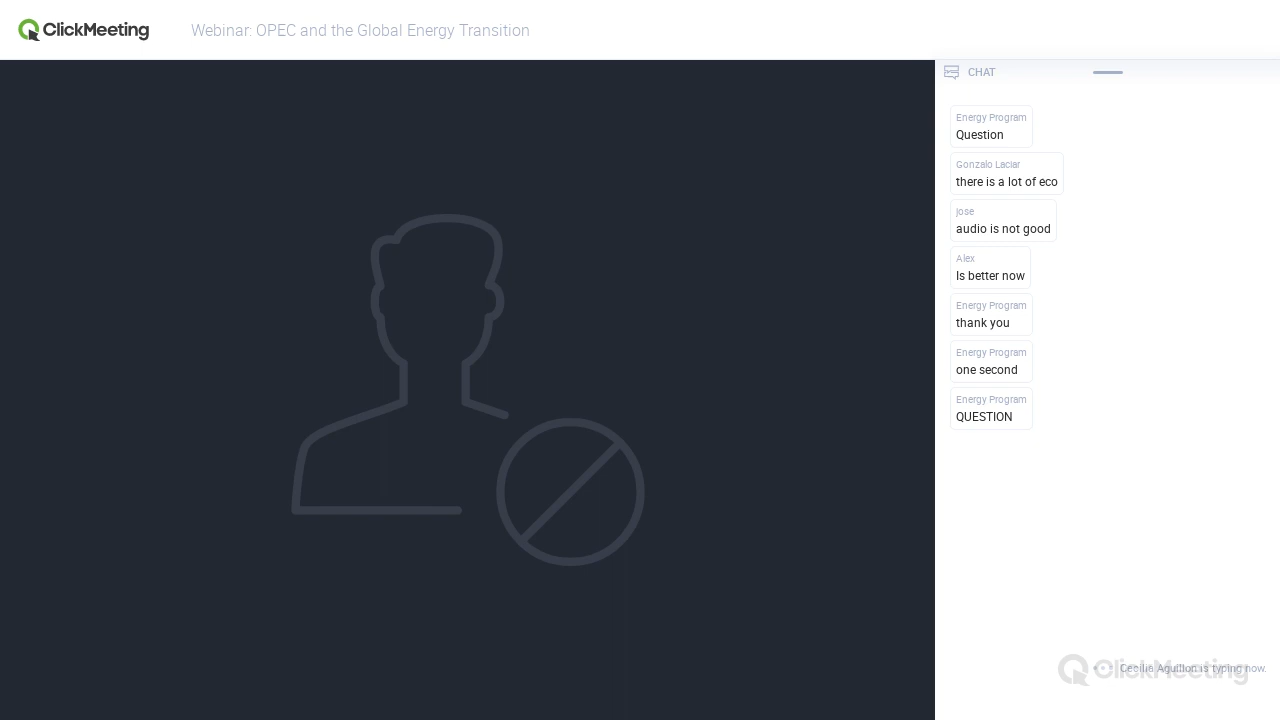 ClickMeeting
Webinar: OPEC and the Global Energy Transition
CHAT
Energy Program
Question
Gonzalo Laciar
there is a lot of eco
jose
audio is not good
Alex
Is better now
Energy Program
thank you
Energy Program
one second
Energy Program
QUESTION
ClickMeeting
Cecilia Aguillon is typing now.